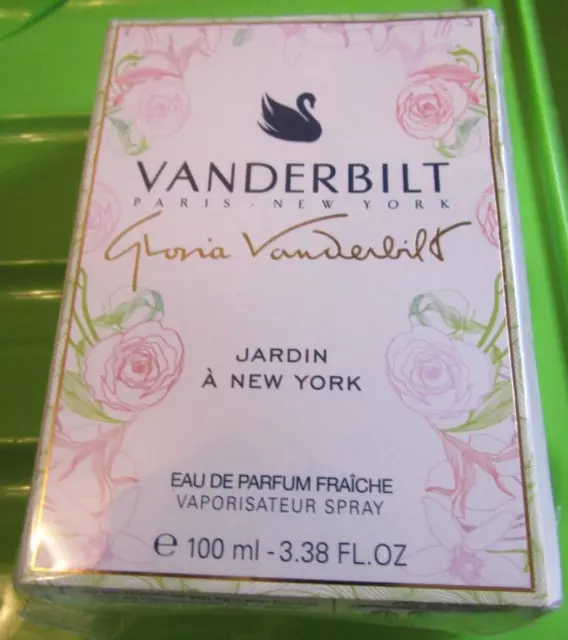 VANDERBILT
PARIS - NEW YORK
Gloria Vanderbilt
JARDIN
À NEW YORK
EAU DE PARFUM FRAÎCHE
VAPORISATEUR SPRAY
℮ 100 ml - 3.38 FL.OZ